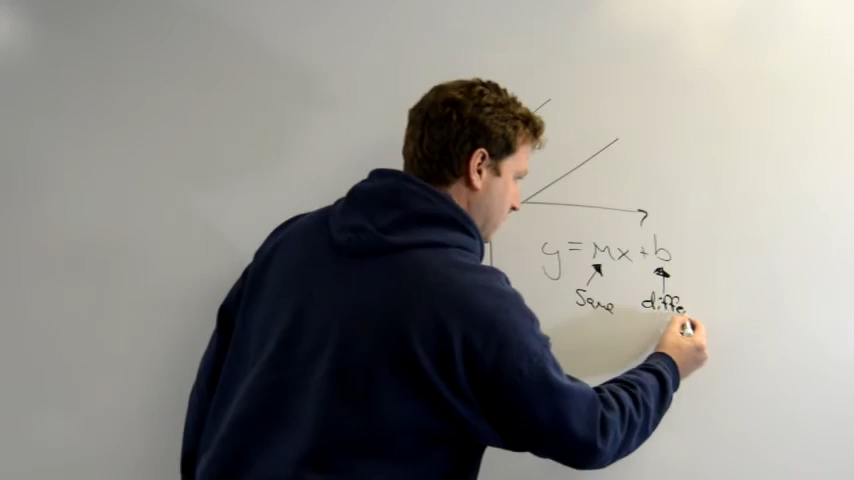 y = mx + b
Same diffe